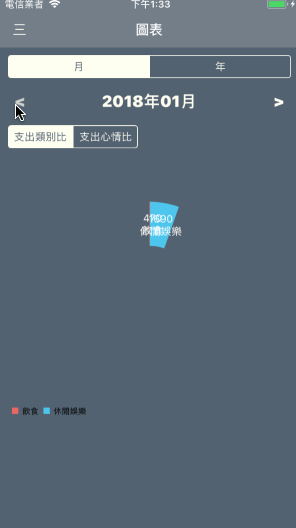 電信業者 下午1:33
三 圖表
月 年
< 2018年01月 >
支出類別比 支出心情比
飲食 休閒娛樂